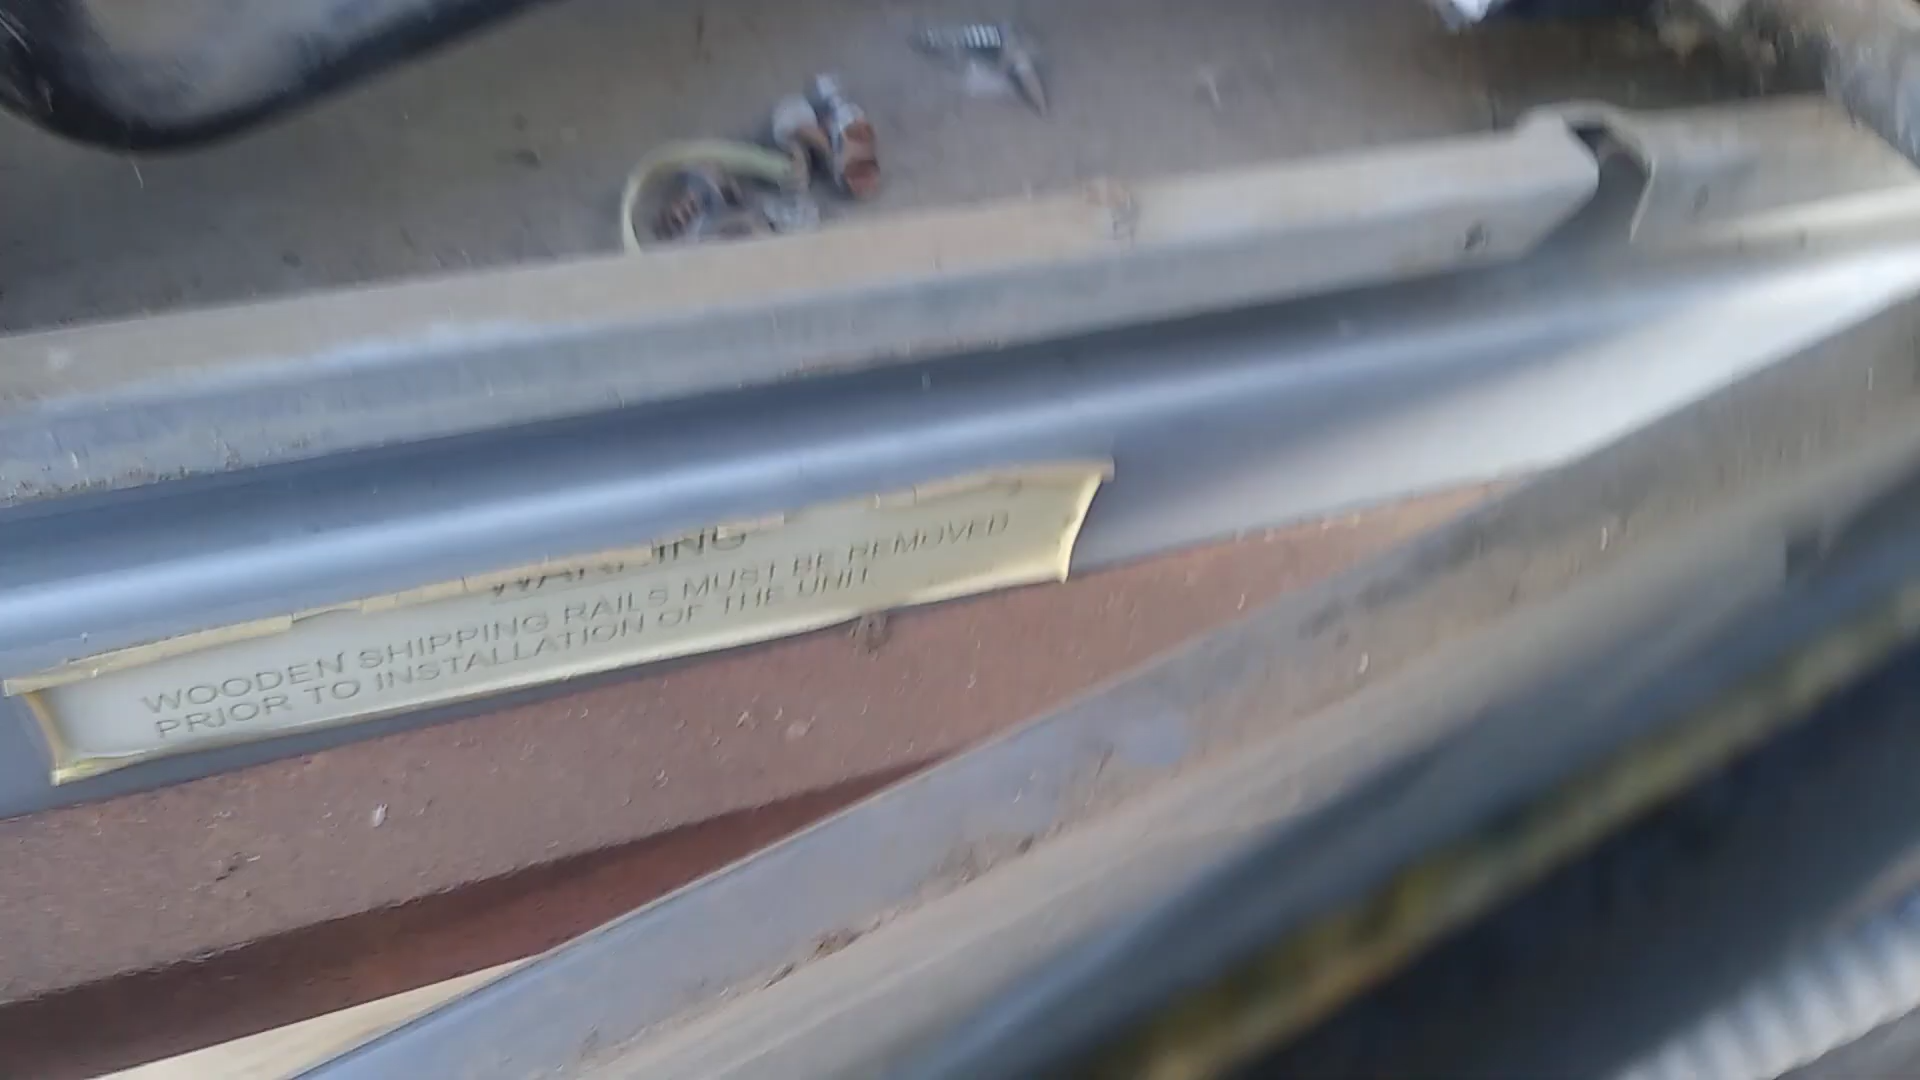 WARNING
WOODEN SHIPPING RAILS MUST BE REMOVED
PRIOR TO INSTALLATION OF THE UNIT